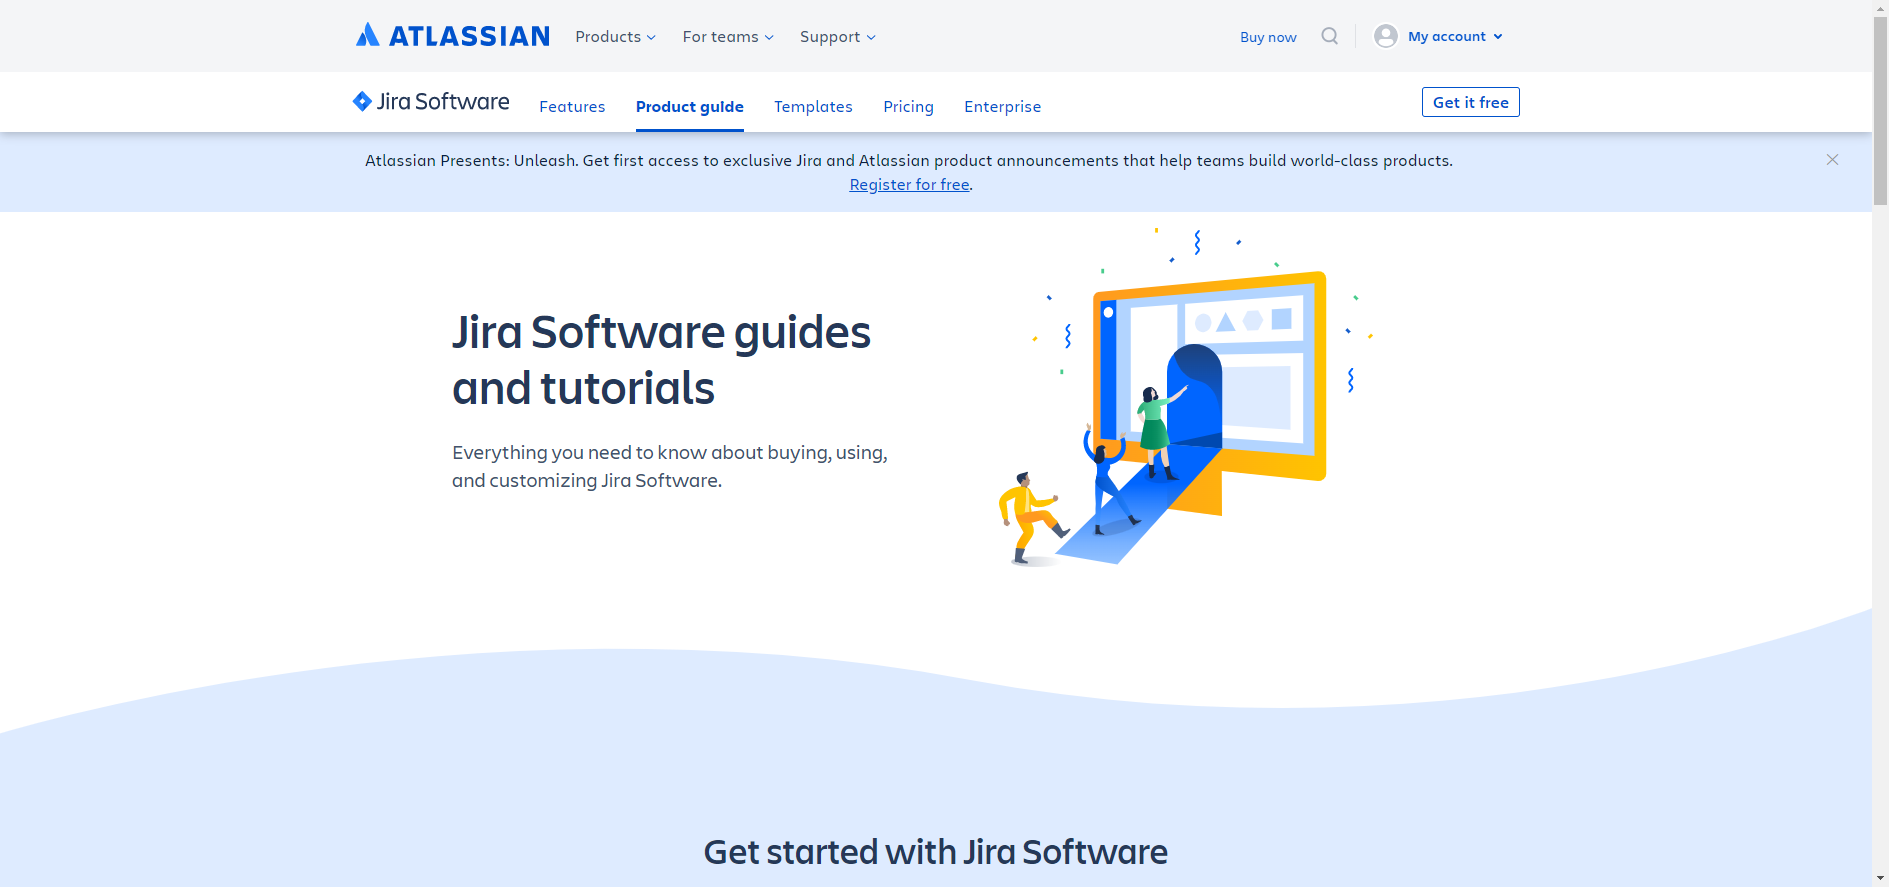 ATLASSIAN Products For teams Support Buy now My account
Jira Software Features Product guide Templates Pricing Enterprise Get it free
Atlassian Presents: Unleash. Get first access to exclusive Jira and Atlassian product announcements that help teams build world-class products.
Register for free.
Jira Software guides
and tutorials
Everything you need to know about buying, using,
and customizing Jira Software.
Get started with Jira Software